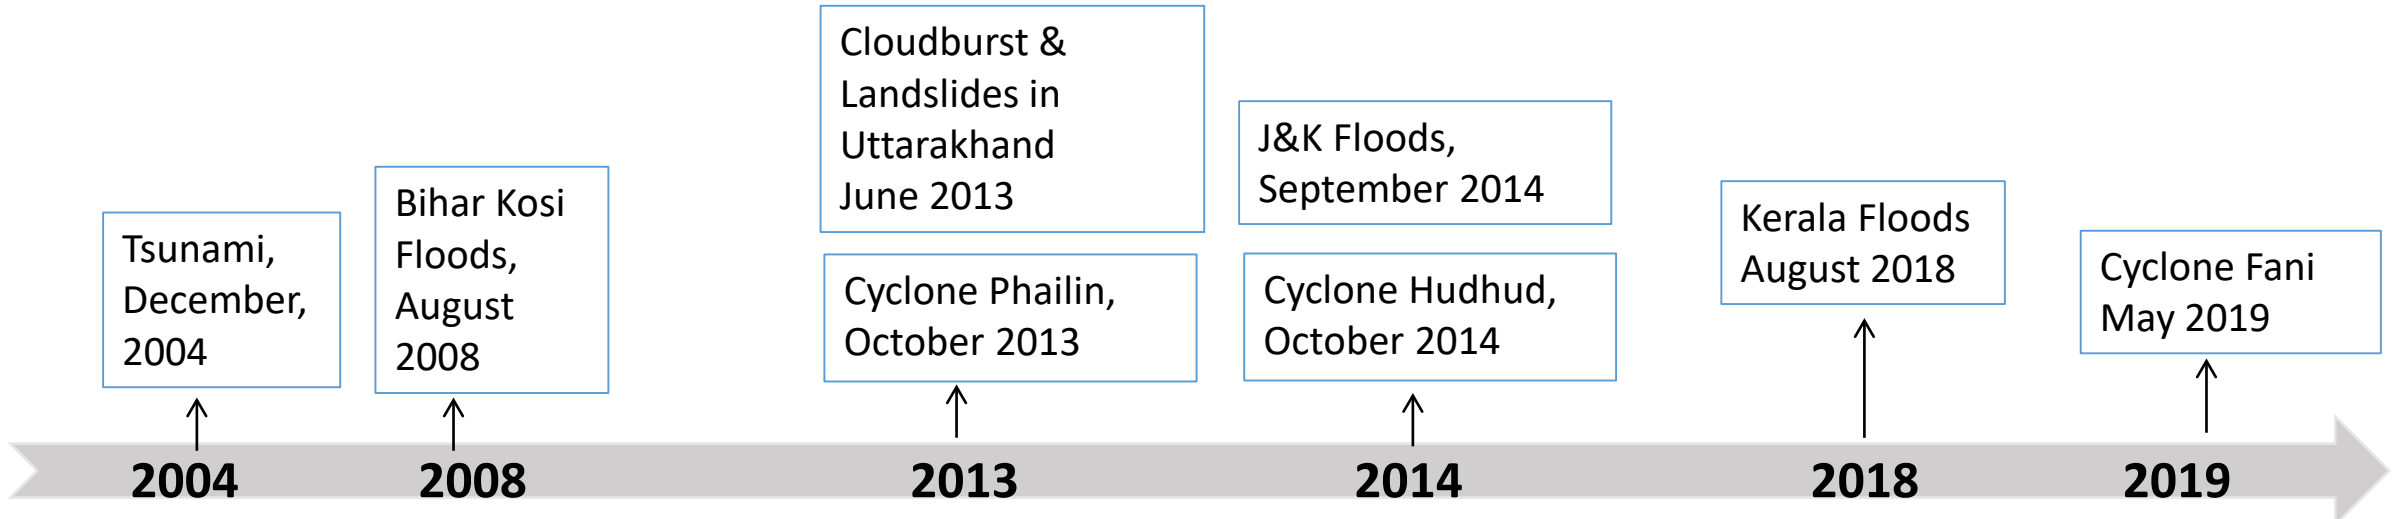 Tsunami,
December,
2004
Bihar Kosi
Floods,
August
2008
Cloudburst &
Landslides in
Uttarakhand
June 2013
Cyclone Phailin,
October 2013
J&K Floods,
September 2014
Cyclone Hudhud,
October 2014
Kerala Floods
August 2018
Cyclone Fani
May 2019
2004 2008 2013 2014 2018 2019